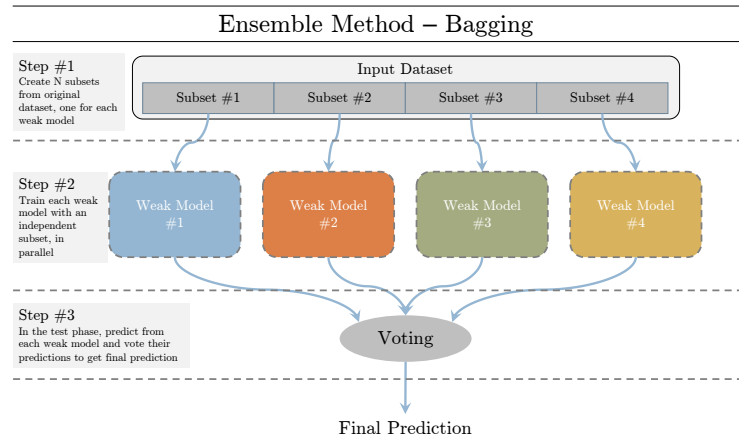 Ensemble Method – Bagging
Step #1
Create N subsets
from original
dataset, one for each
weak model
Input Dataset
Subset #1
Subset #2
Subset #3
Subset #4
Step #2
Train each weak
model with an
independent
subset, in
parallel
Weak Model
#1
Weak Model
#2
Weak Model
#3
Weak Model
#4
Step #3
In the test phase, predict from
each weak model and vote their
predictions to get final prediction
Voting
Final Prediction